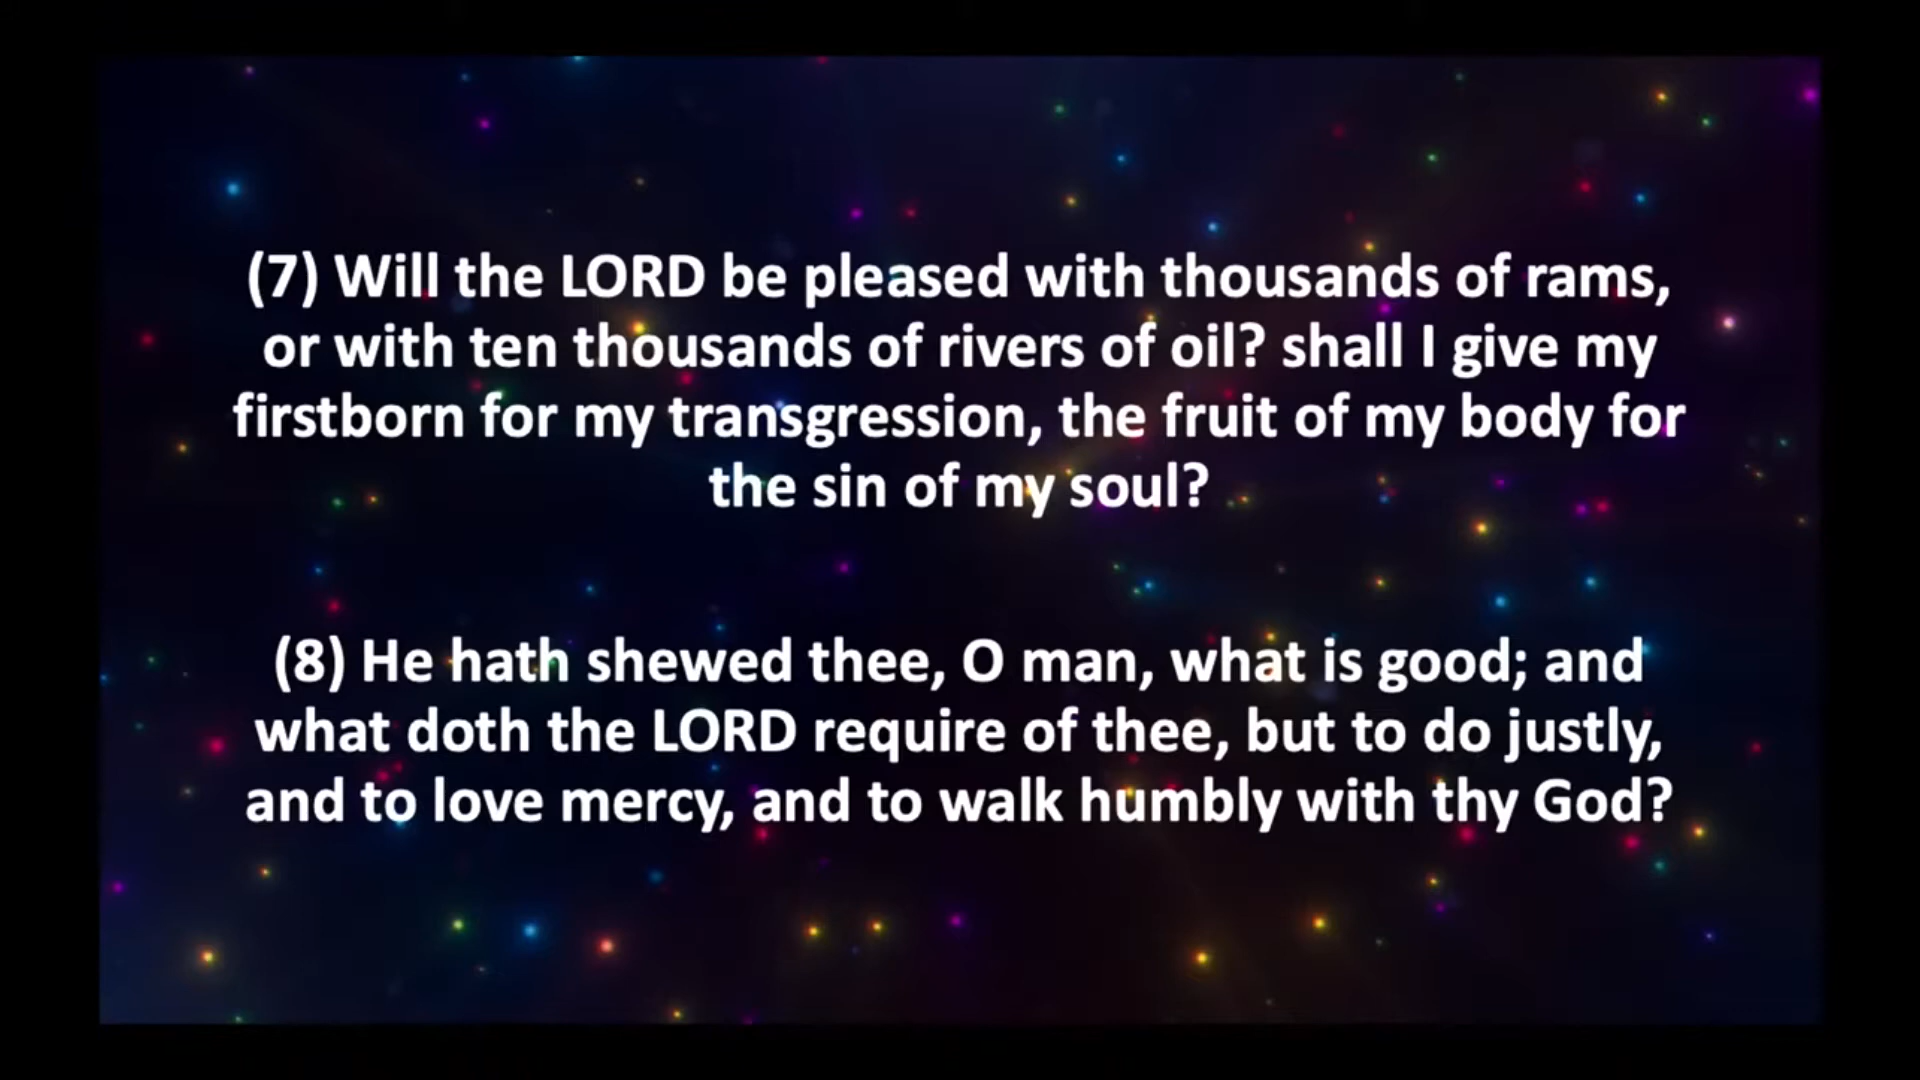 (7) Will the LORD be pleased with thousands of rams,
or with ten thousands of rivers of oil? shall I give my
firstborn for my transgression, the fruit of my body for
the sin of my soul?
(8) He hath shewed thee, O man, what is good; and
what doth the LORD require of thee, but to do justly,
and to love mercy, and to walk humbly with thy God?